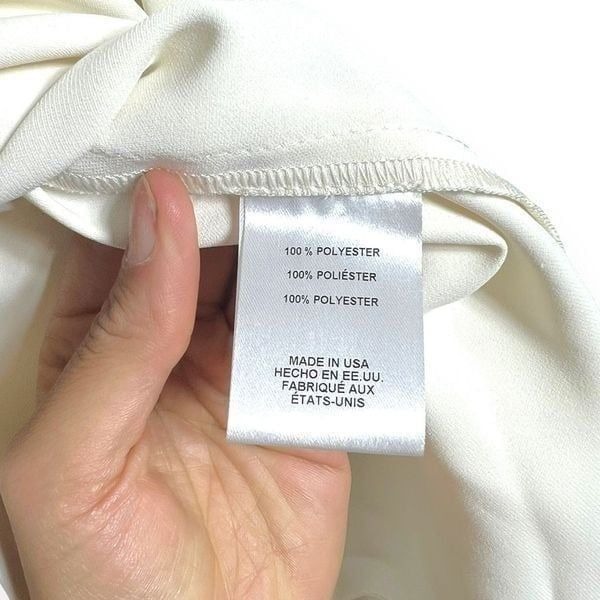 100 % POLYESTER
100% POLIÉSTER
100% POLYESTER
MADE IN USA
HECHO EN EE.UU.
FABRIQUÉ AUX
ÉTATS-UNIS